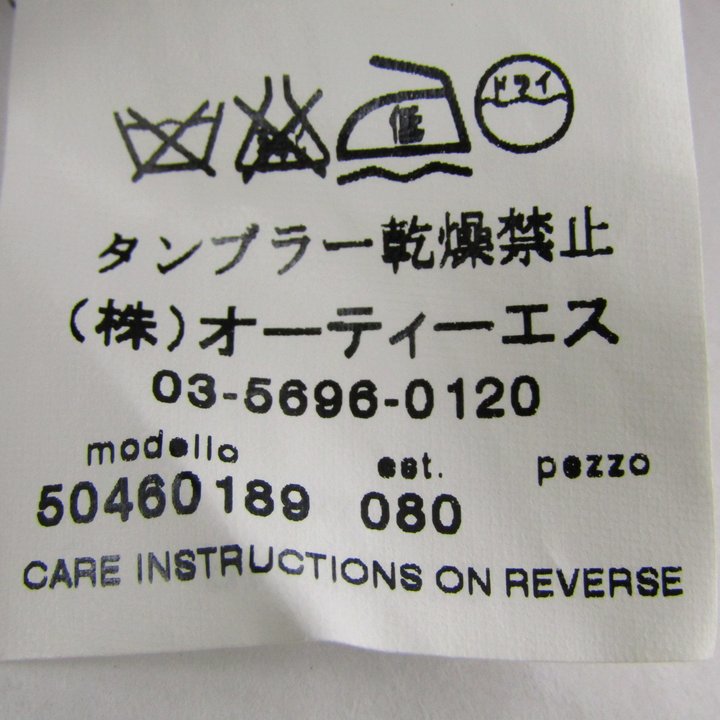 低 ドライ
タンブラー乾燥禁止
(株)オーティーエス
03-5696-0120
modello est. pezzo
50460189 080
CARE INSTRUCTIONS ON REVERSE